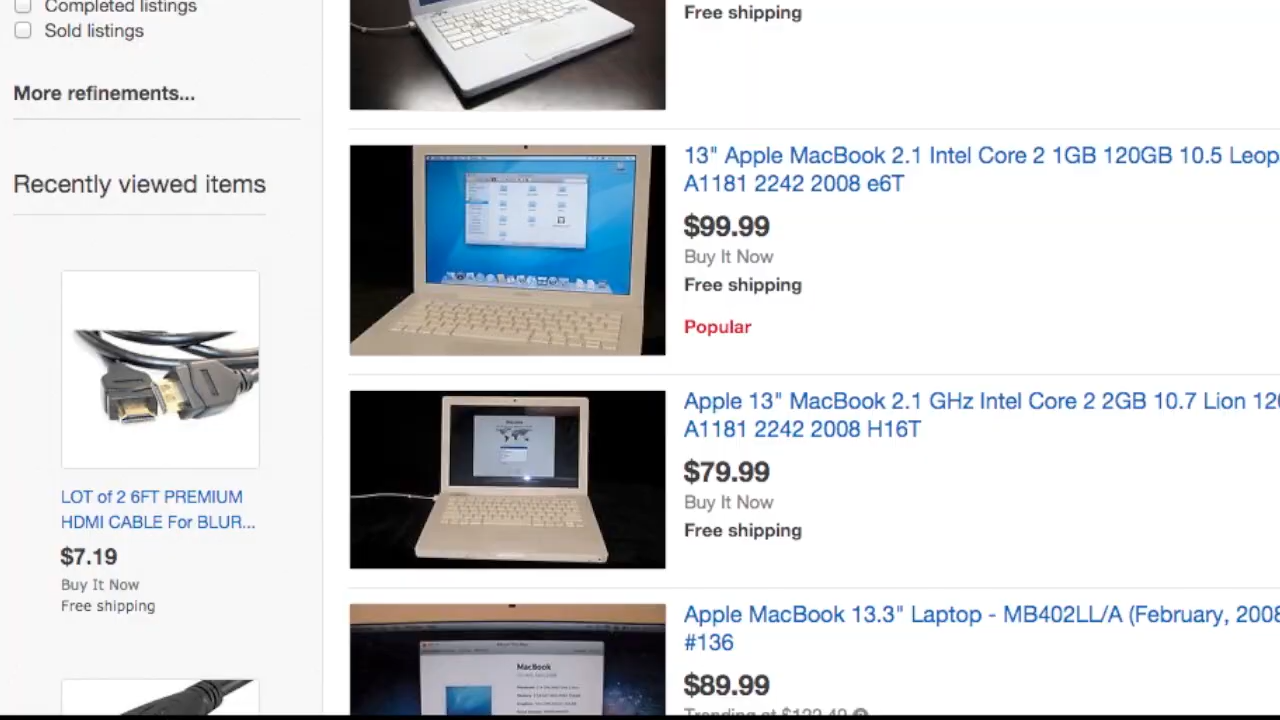 Completed listings
Sold listings
More refinements...
Recently viewed items
LOT of 2 6FT PREMIUM
HDMI CABLE For BLUR...
$7.19
Buy It Now
Free shipping
Free shipping
13" Apple MacBook 2.1 Intel Core 2 1GB 120GB 10.5 Leop
A1181 2242 2008 e6T
$99.99
Buy It Now
Free shipping
Popular
Apple 13" MacBook 2.1 GHz Intel Core 2 2GB 10.7 Lion 120
A1181 2242 2008 H16T
$79.99
Buy It Now
Free shipping
Apple MacBook 13.3" Laptop - MB402LL/A (February, 2008
#136
MacBook
$89.99
Trending at